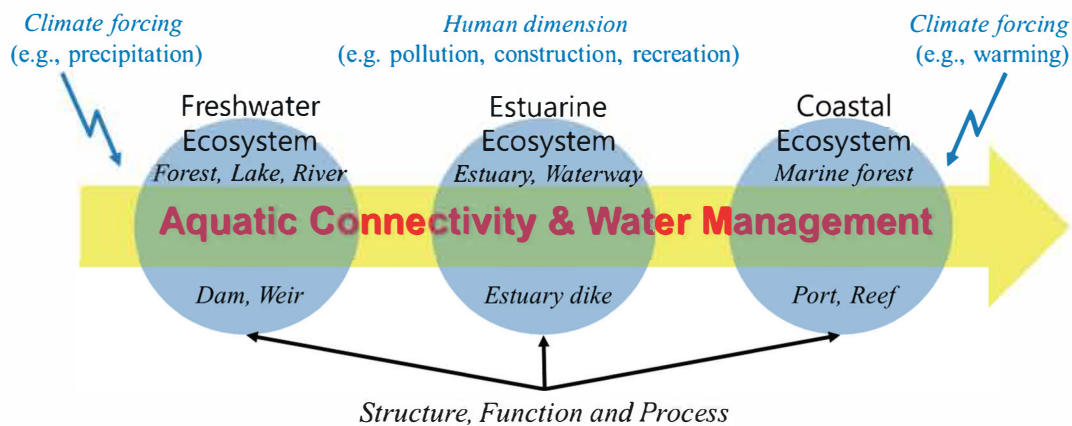 Climate forcing
(e.g., precipitation)
Human dimension
(e.g. pollution, construction, recreation)
Climate forcing
(e.g., warming)
Freshwater
Ecosystem
Forest, Lake, River
Estuarine
Ecosystem
Estuary, Waterway
Coastal
Ecosystem
Marine forest
Aquatic Connectivity & Water Management
Dam, Weir
Estuary dike
Port, Reef
Structure, Function and Process